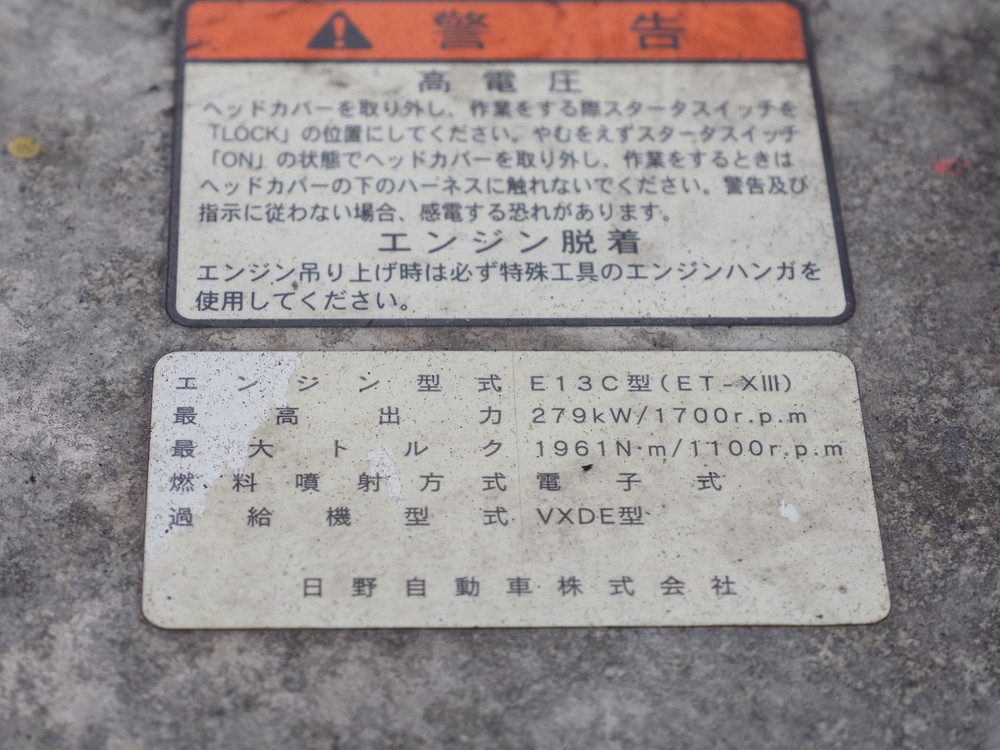 警告
高電圧
ヘッドカバーを取り外し、作業をする際スタータスイッチを
「LOCK」の位置にしてください。やむをえずスタータスイッチ
「ON」の状態でヘッドカバーを取り外し、作業をするときは
ヘッドカバーの下のハーネスに触れないでください。警告及び
指示に従わない場合、感電する恐れがあります。
エンジン脱着
エンジン吊り上げ時は必ず特殊工具のエンジンハンガを
使用してください。
エンジン型式 E13C型(ET-XIII)
最高出力 279kW/1700r.p.m
最大トルク 1961N·m/1100r.p.m
燃料噴射方式 電子式
過給機型式 VXDE型
日野自動車株式会社